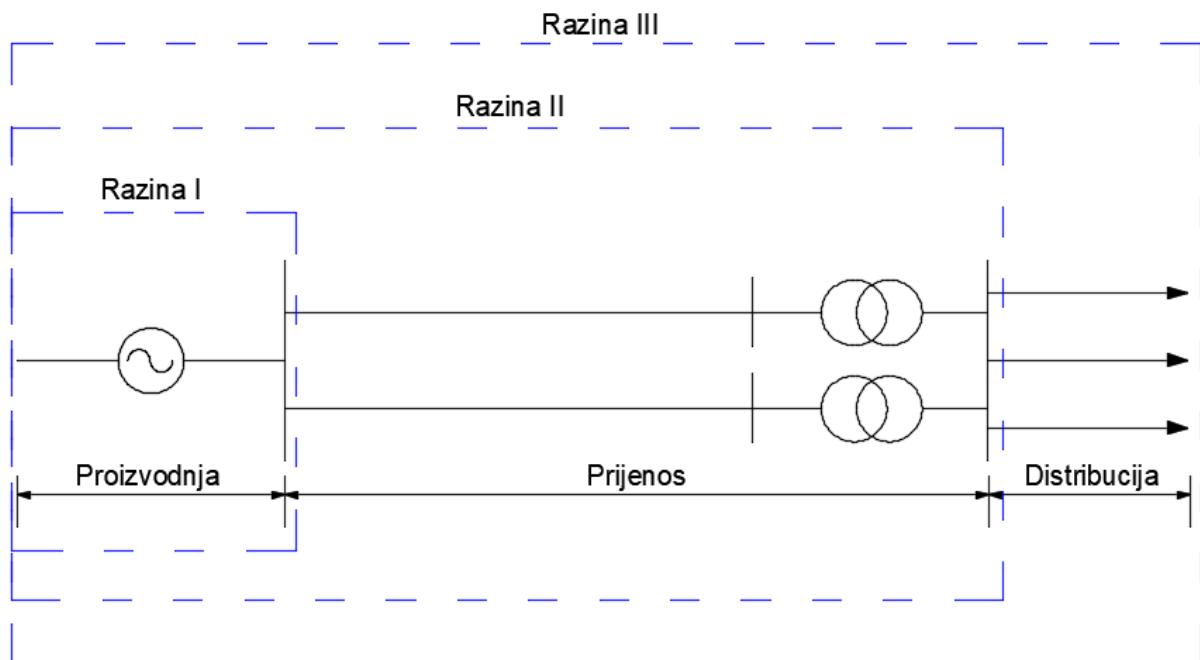 Razina III
Razina II
Razina I
Proizvodnja
Prijenos
Distribucija